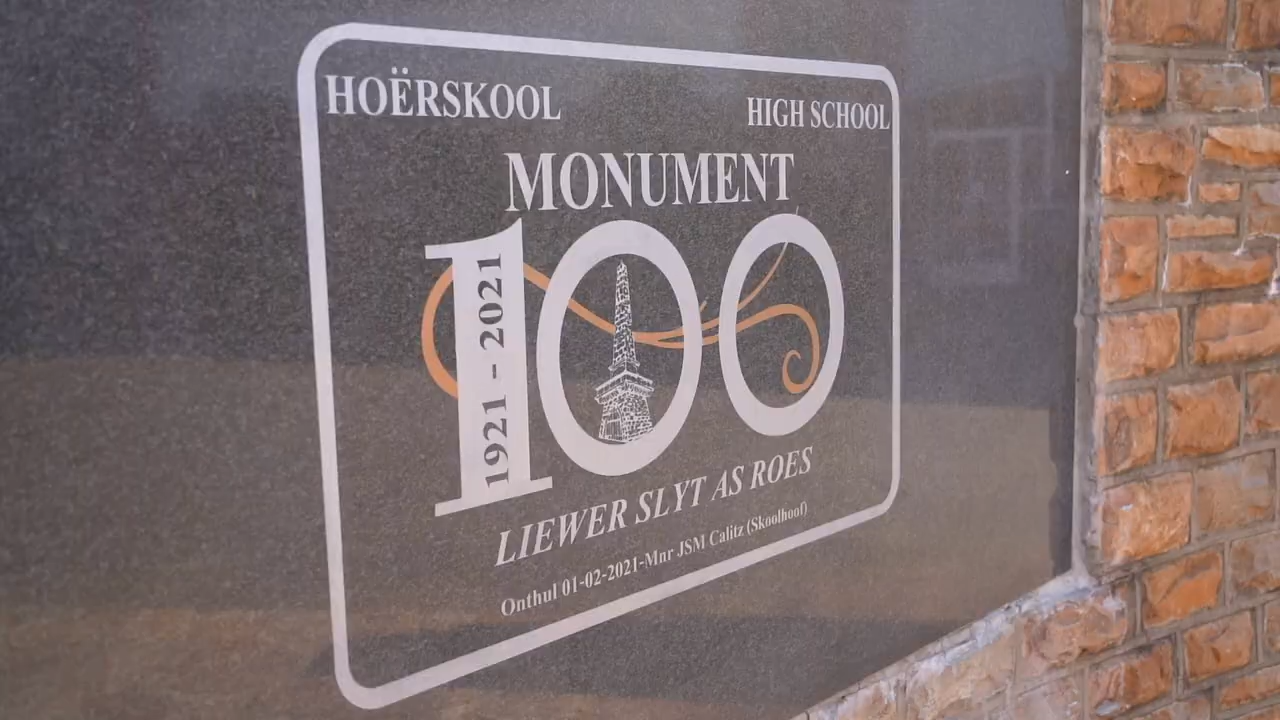 HOËRSKOOL
HIGH SCHOOL
MONUMENT
100
1921 - 2021
LIEWER SLYT AS ROES
Onthul 01-02-2021-Mnr JSM Calitz (Skoolhoof)